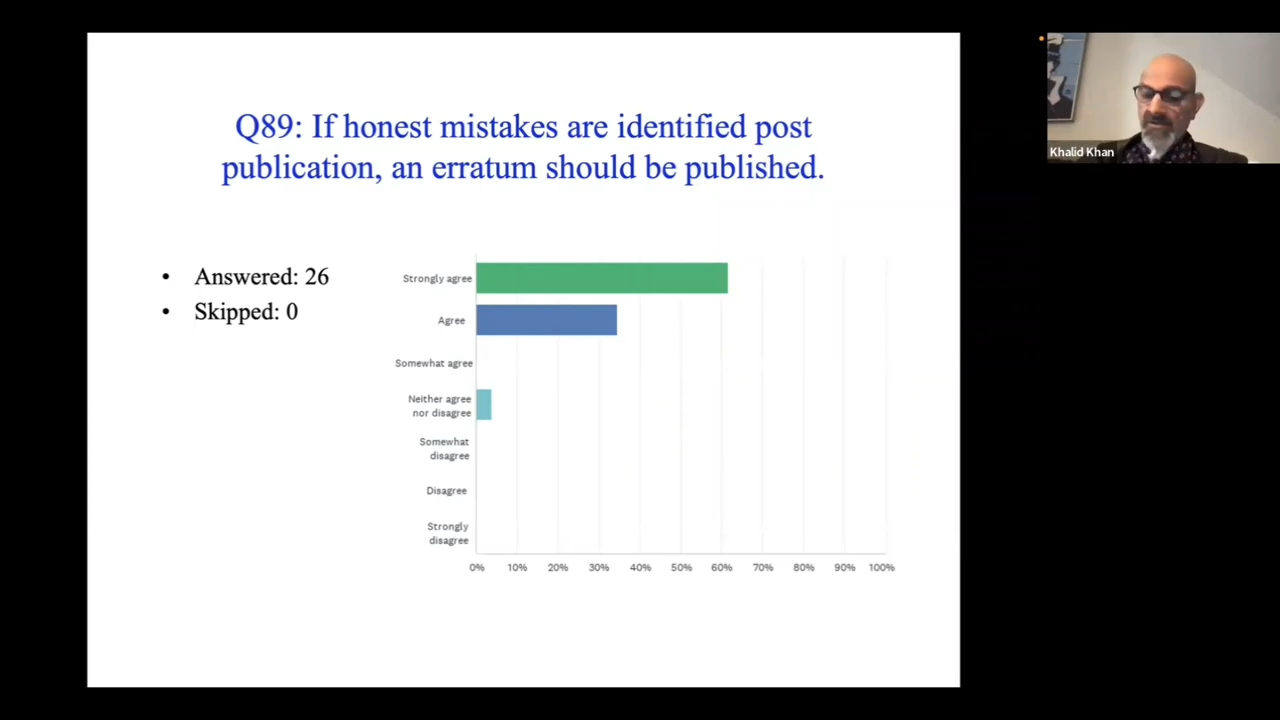 Q89: If honest mistakes are identified post
publication, an erratum should be published.
• Answered: 26
• Skipped: 0
Strongly agree
Agree
Somewhat agree
Neither agree
nor disagree
Somewhat
disagree
Disagree
Strongly
disagree
0% 10% 20% 30% 40% 50% 60% 70% 80% 90% 100%
Khalid Khan